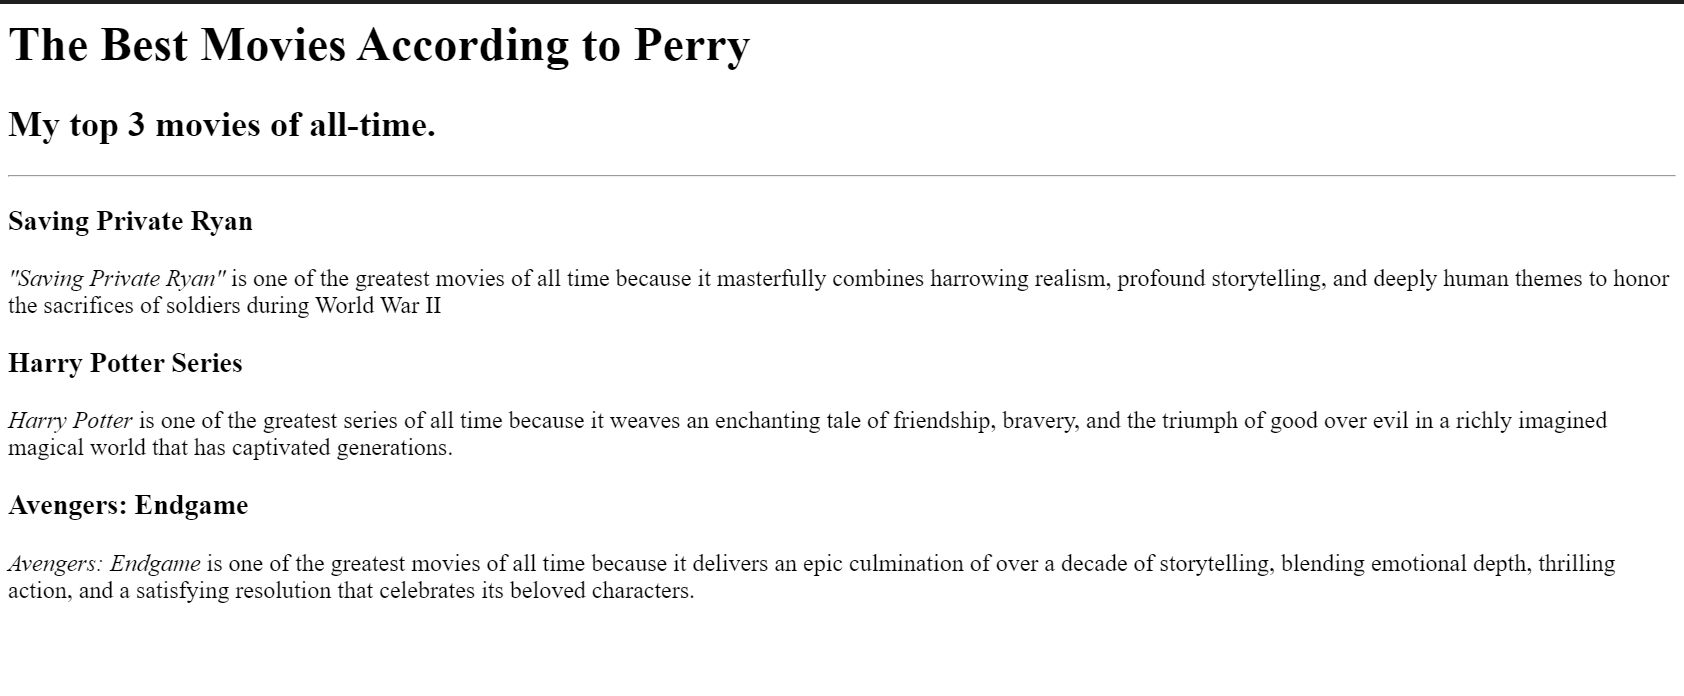 The Best Movies According to Perry
My top 3 movies of all-time.
Saving Private Ryan
"Saving Private Ryan" is one of the greatest movies of all time because it masterfully combines harrowing realism, profound storytelling, and deeply human themes to honor
the sacrifices of soldiers during World War II
Harry Potter Series
Harry Potter is one of the greatest series of all time because it weaves an enchanting tale of friendship, bravery, and the triumph of good over evil in a richly imagined
magical world that has captivated generations.
Avengers: Endgame
Avengers: Endgame is one of the greatest movies of all time because it delivers an epic culmination of over a decade of storytelling, blending emotional depth, thrilling
action, and a satisfying resolution that celebrates its beloved characters.